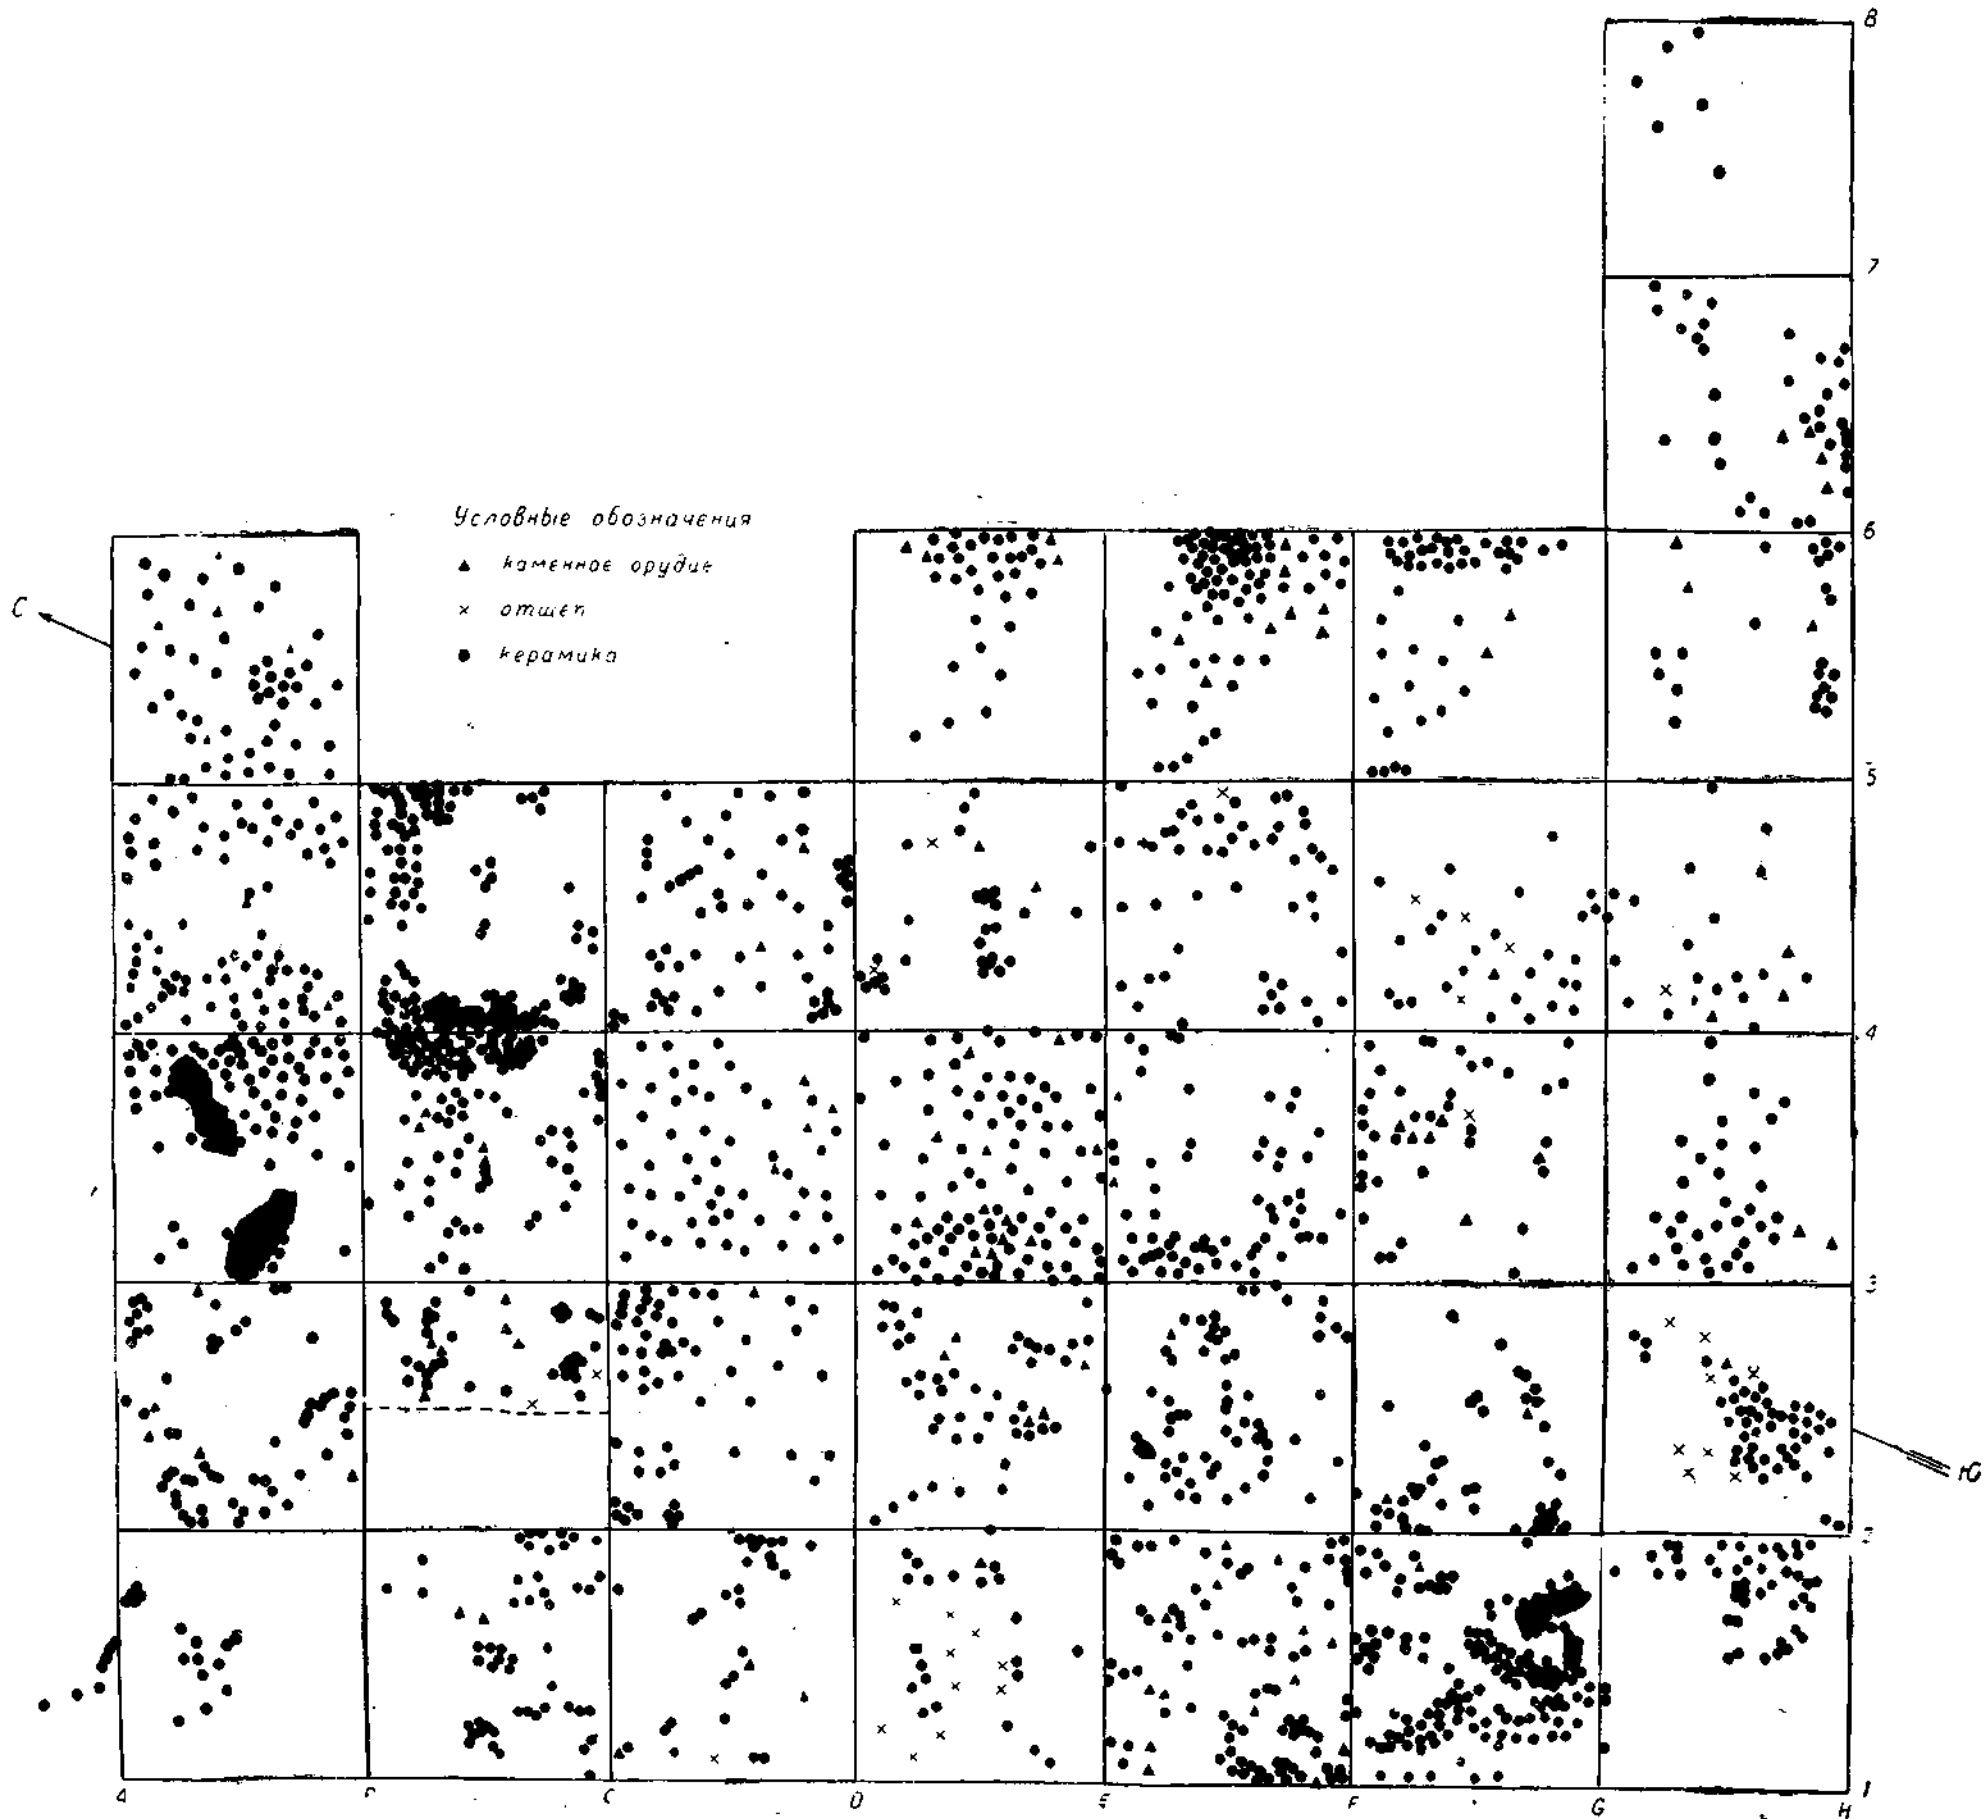 8
7
Условные обозначения
6
▲ каменное орудие
С
× отщеп
● керамика
5
4
3
Ю
2
1
A
C
D
E
F
G
H